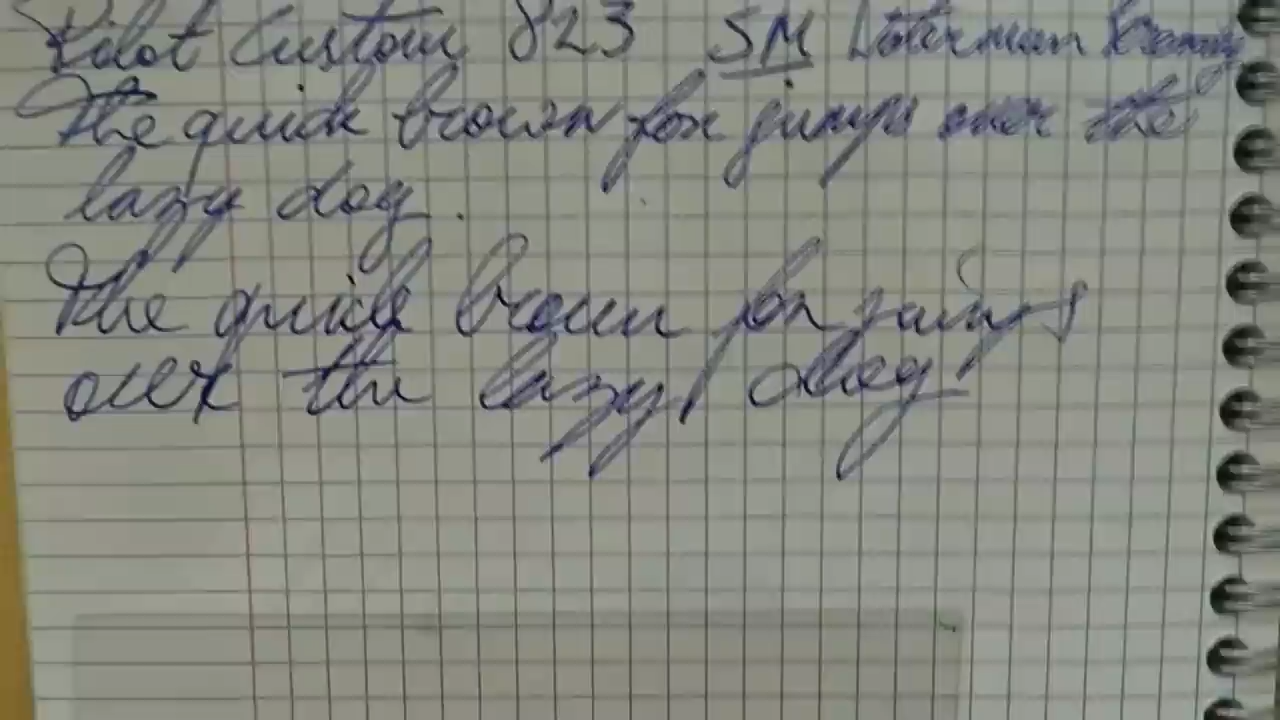 Pilot Custom 823 SM Waterman Serenity
The quick brown fox jumps over the
lazy dog.
The quick brown fox jumps
over the lazy dog